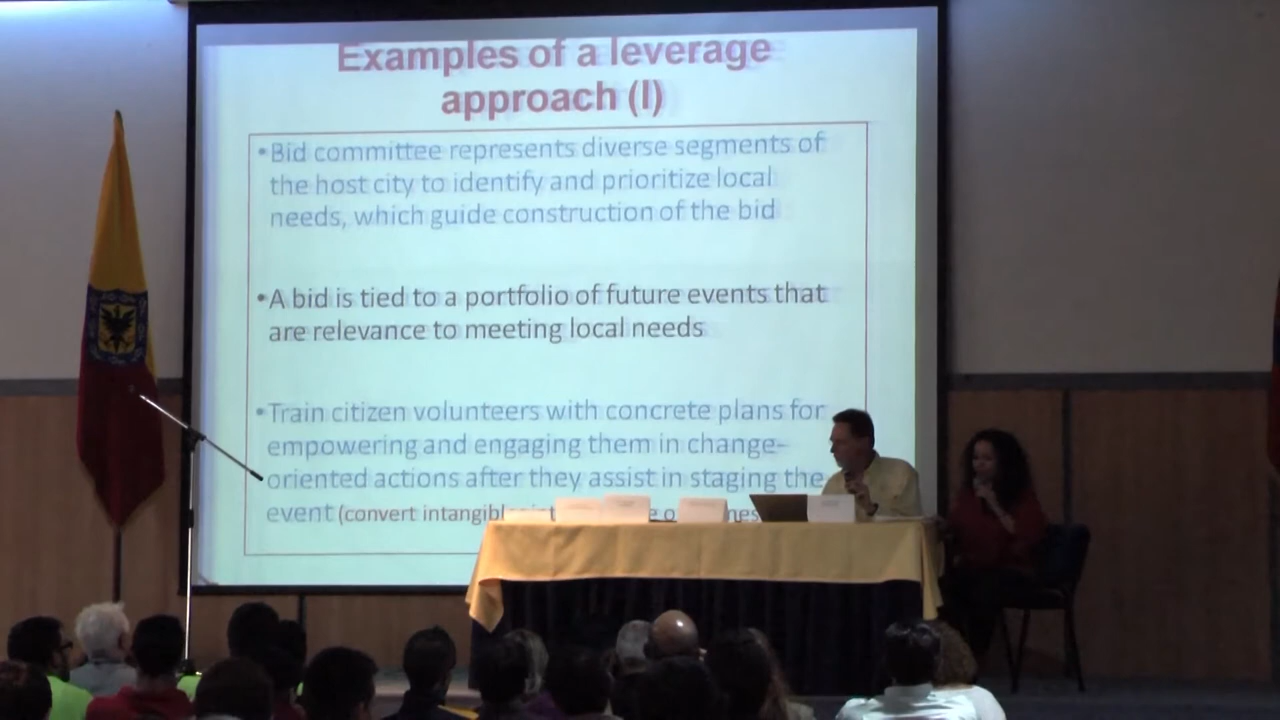 Examples of a leverage
approach (I)
•Bid committee represents diverse segments of
the host city to identify and prioritize local
needs, which guide construction of the bid
•A bid is tied to a portfolio of future events that
are relevance to meeting local needs
•Train citizen volunteers with concrete plans for
empowering and engaging them in change-
oriented actions after they assist in staging the
event (convert